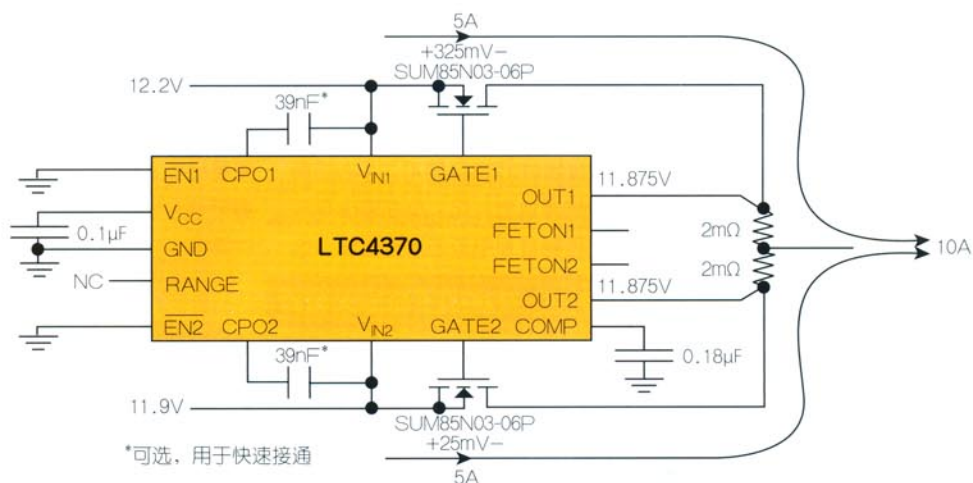 5A
+325mV-
SUM85N03-06P
12.2V
39nF*
EN1 CPO1 VIN1 GATE1
11.875V
OUT1
VCC
0.1μF
2mΩ
GND
LTC4370
FETON1
10A
FETON2
2mΩ
NC
RANGE
11.875V
OUT2
EN2 CPO2 VIN2 GATE2 COMP
39nF*
0.18μF
11.9V
SUM85N03-06P
+25mV-
*可选，用于快速接通
5A